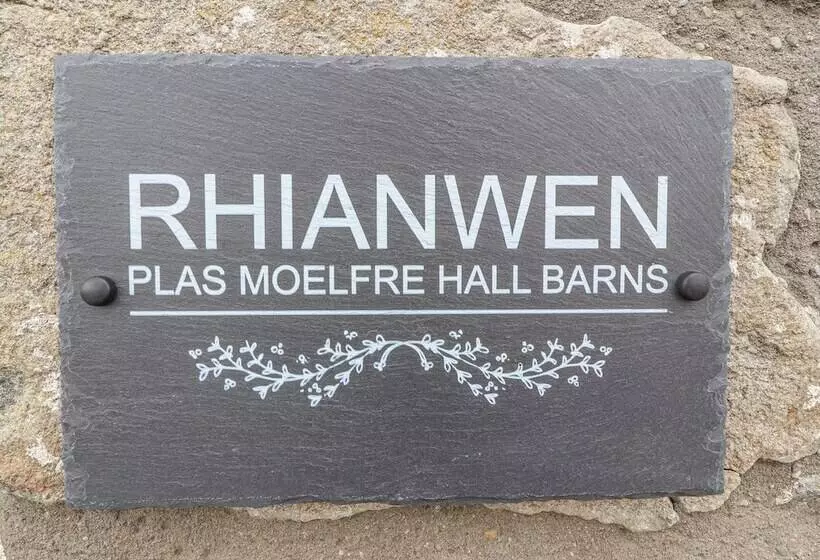 RHIANWEN
PLAS MOELFRE HALL BARNS